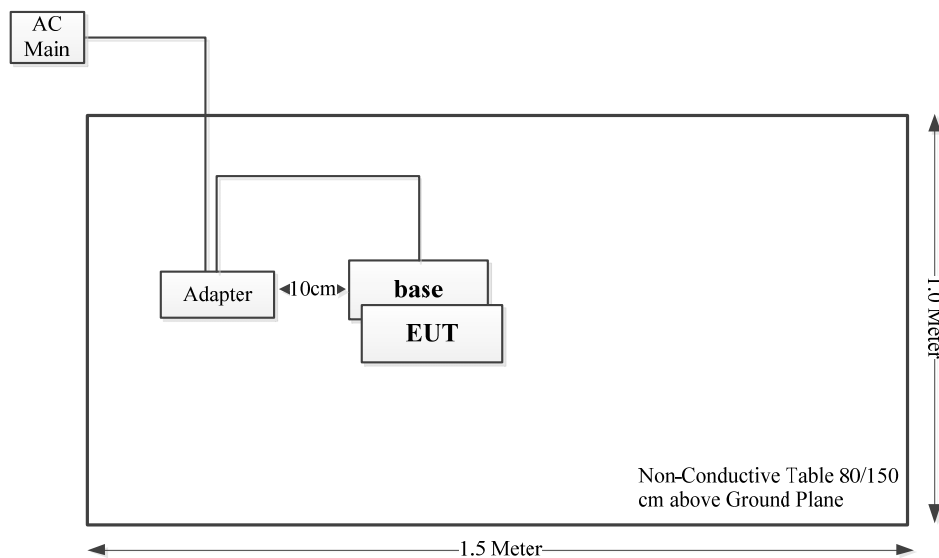 AC
Main
Adapter
10cm
base
EUT
1.0 Meter
Non-Conductive Table 80/150
cm above Ground Plane
1.5 Meter